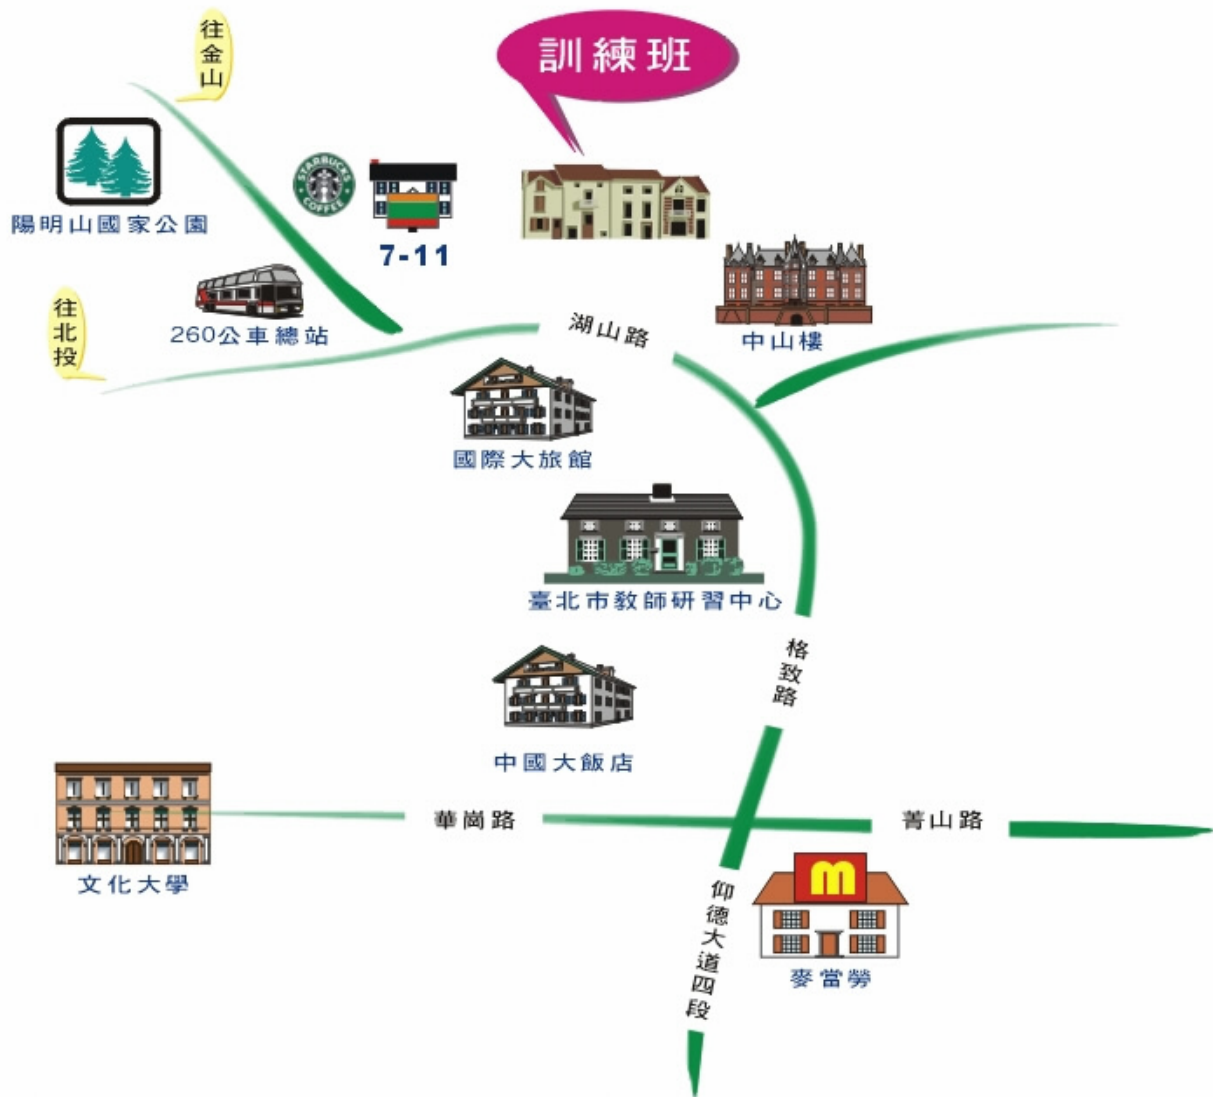 訓練班
往金山
STARBUCKS
COFFEE
陽明山國家公園
7-11
往北投
260公車總站
湖山路
中山樓
國際大旅館
臺北市教師研習中心
格致路
中國大飯店
華崗路
菁山路
文化大學
仰德大道四段
m
麥當勞